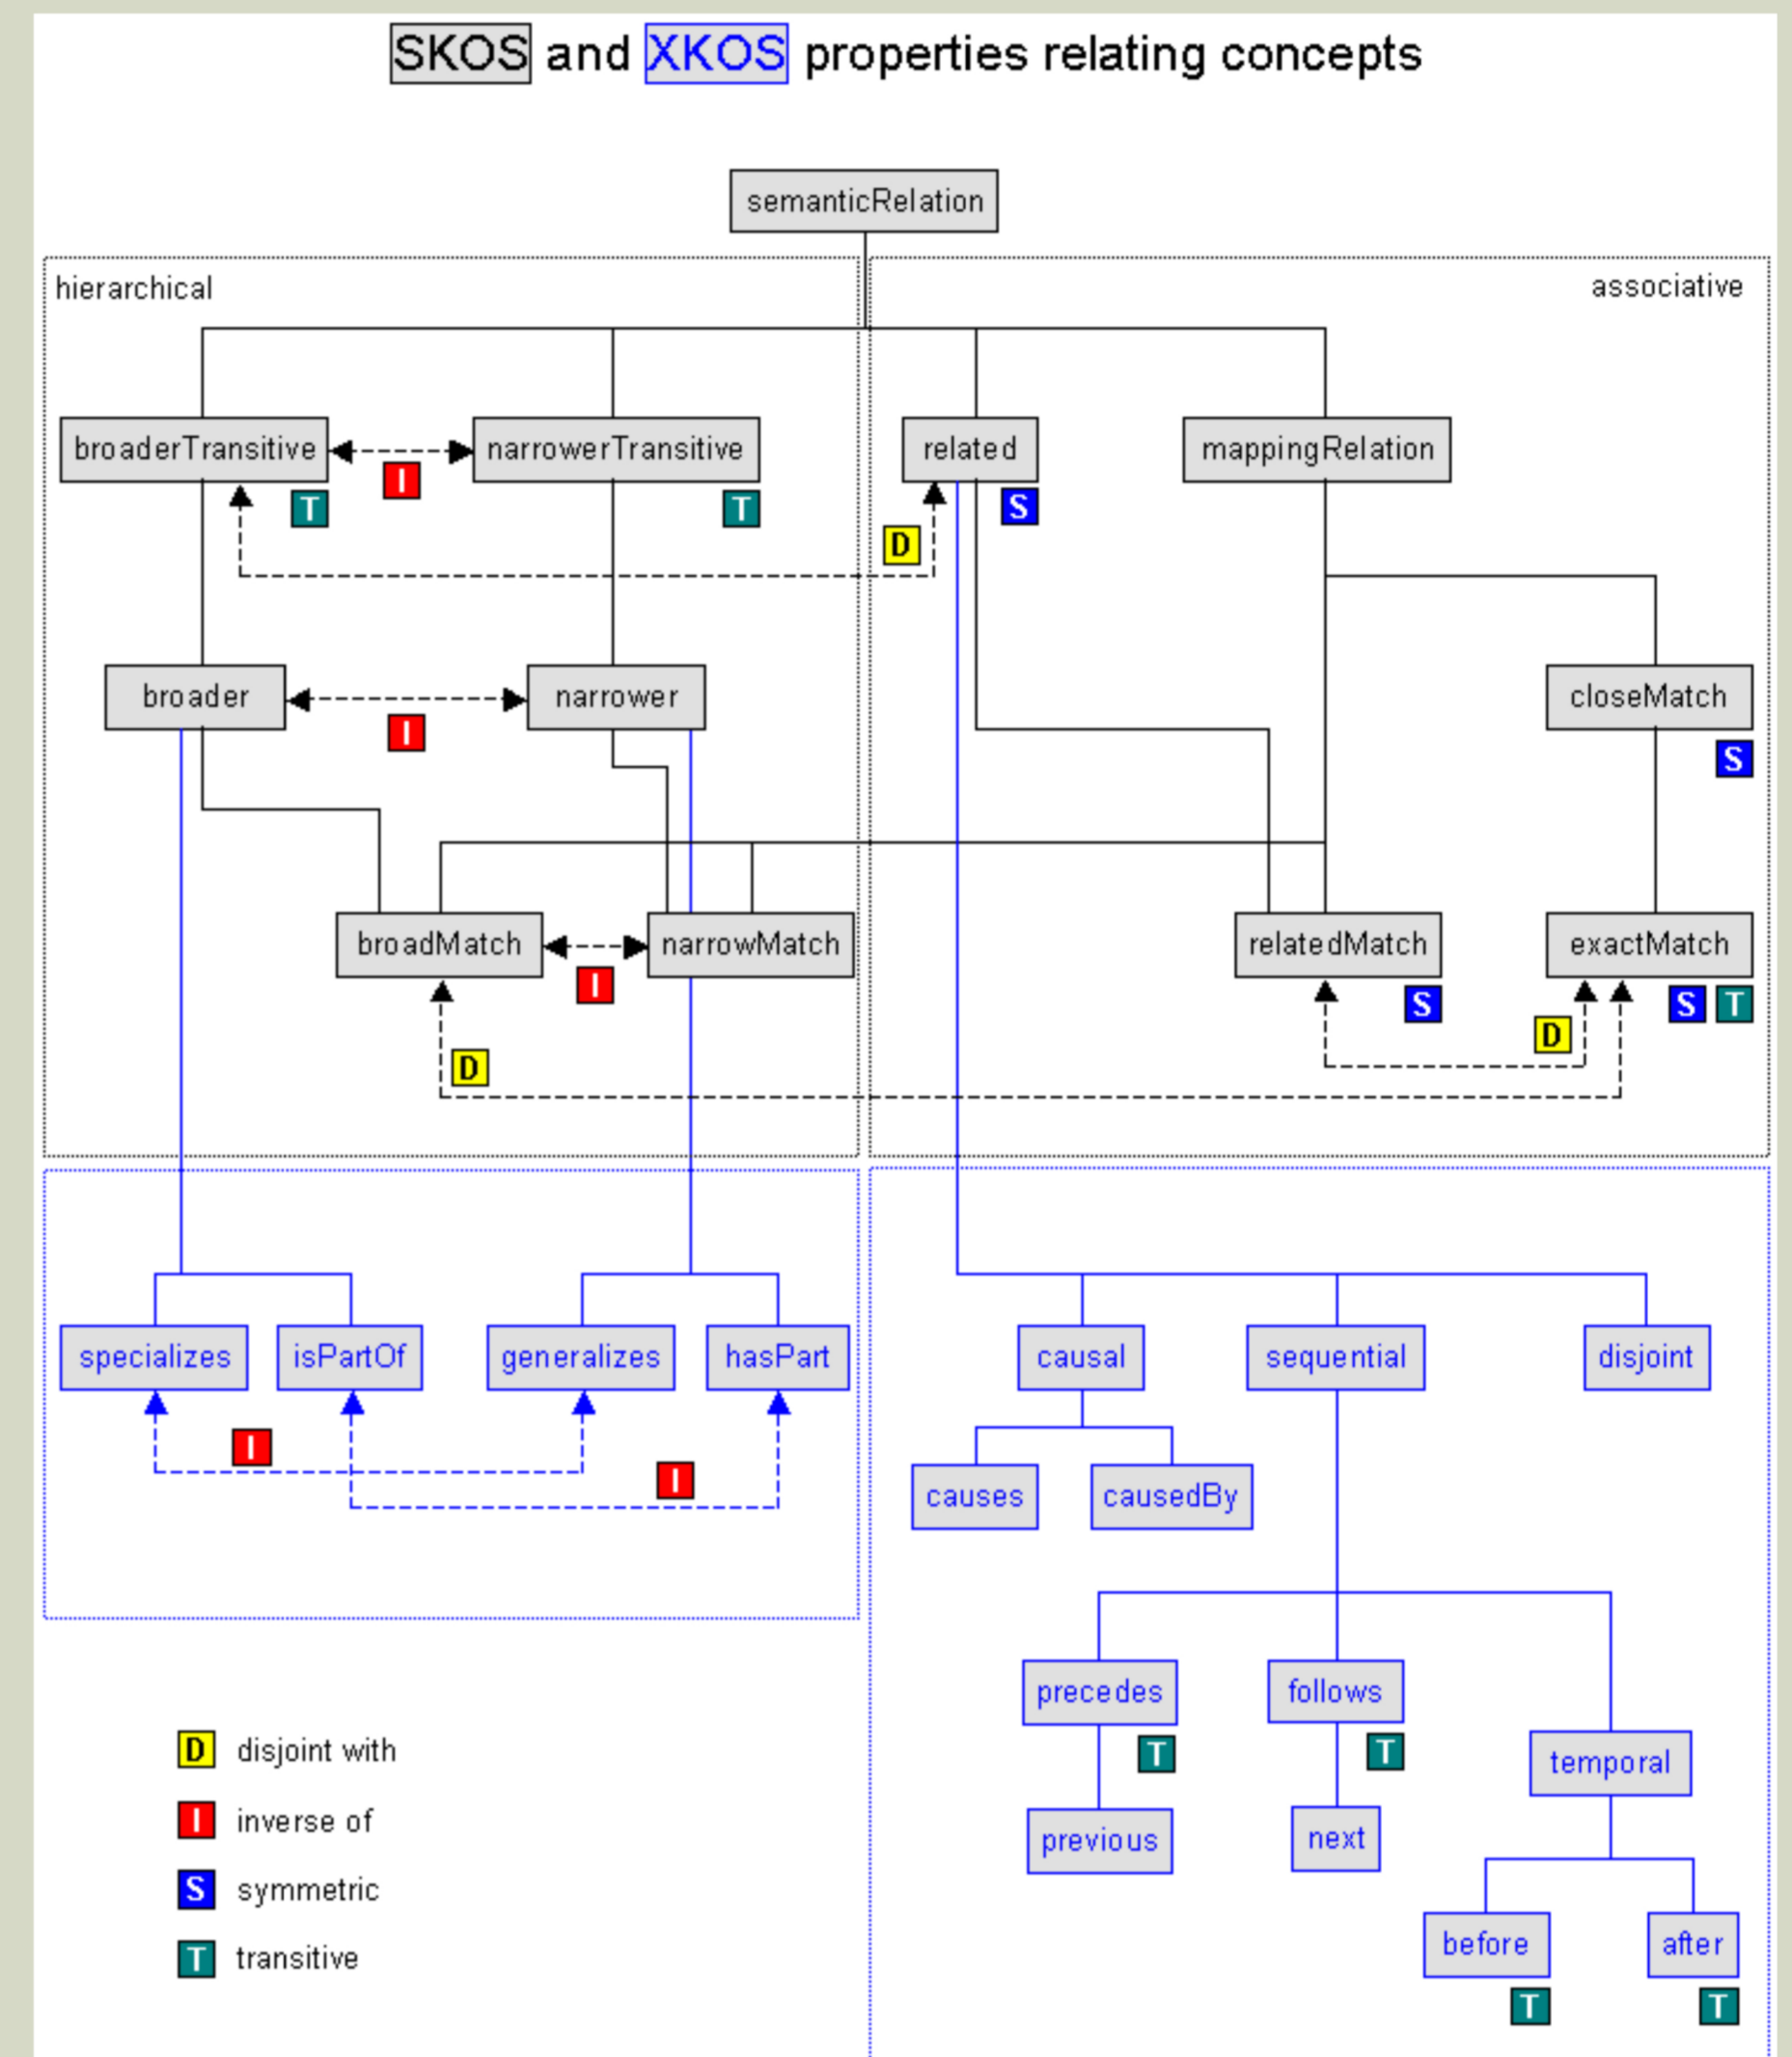 SKOS and XKOS properties relating concepts
semanticRelation
hierarchical
associative
broaderTransitive
narrowerTransitive
related
mappingRelation
I
T
T
S
D
broader
narrower
closeMatch
I
S
broadMatch
narrowMatch
relatedMatch
exactMatch
I
S
S T
D
D
specializes
isPartOf
generalizes
hasPart
causal
sequential
disjoint
I
I
causes
causedBy
precedes
follows
T
T
temporal
previous
next
before
after
T
T
D disjoint with
I inverse of
S symmetric
T transitive